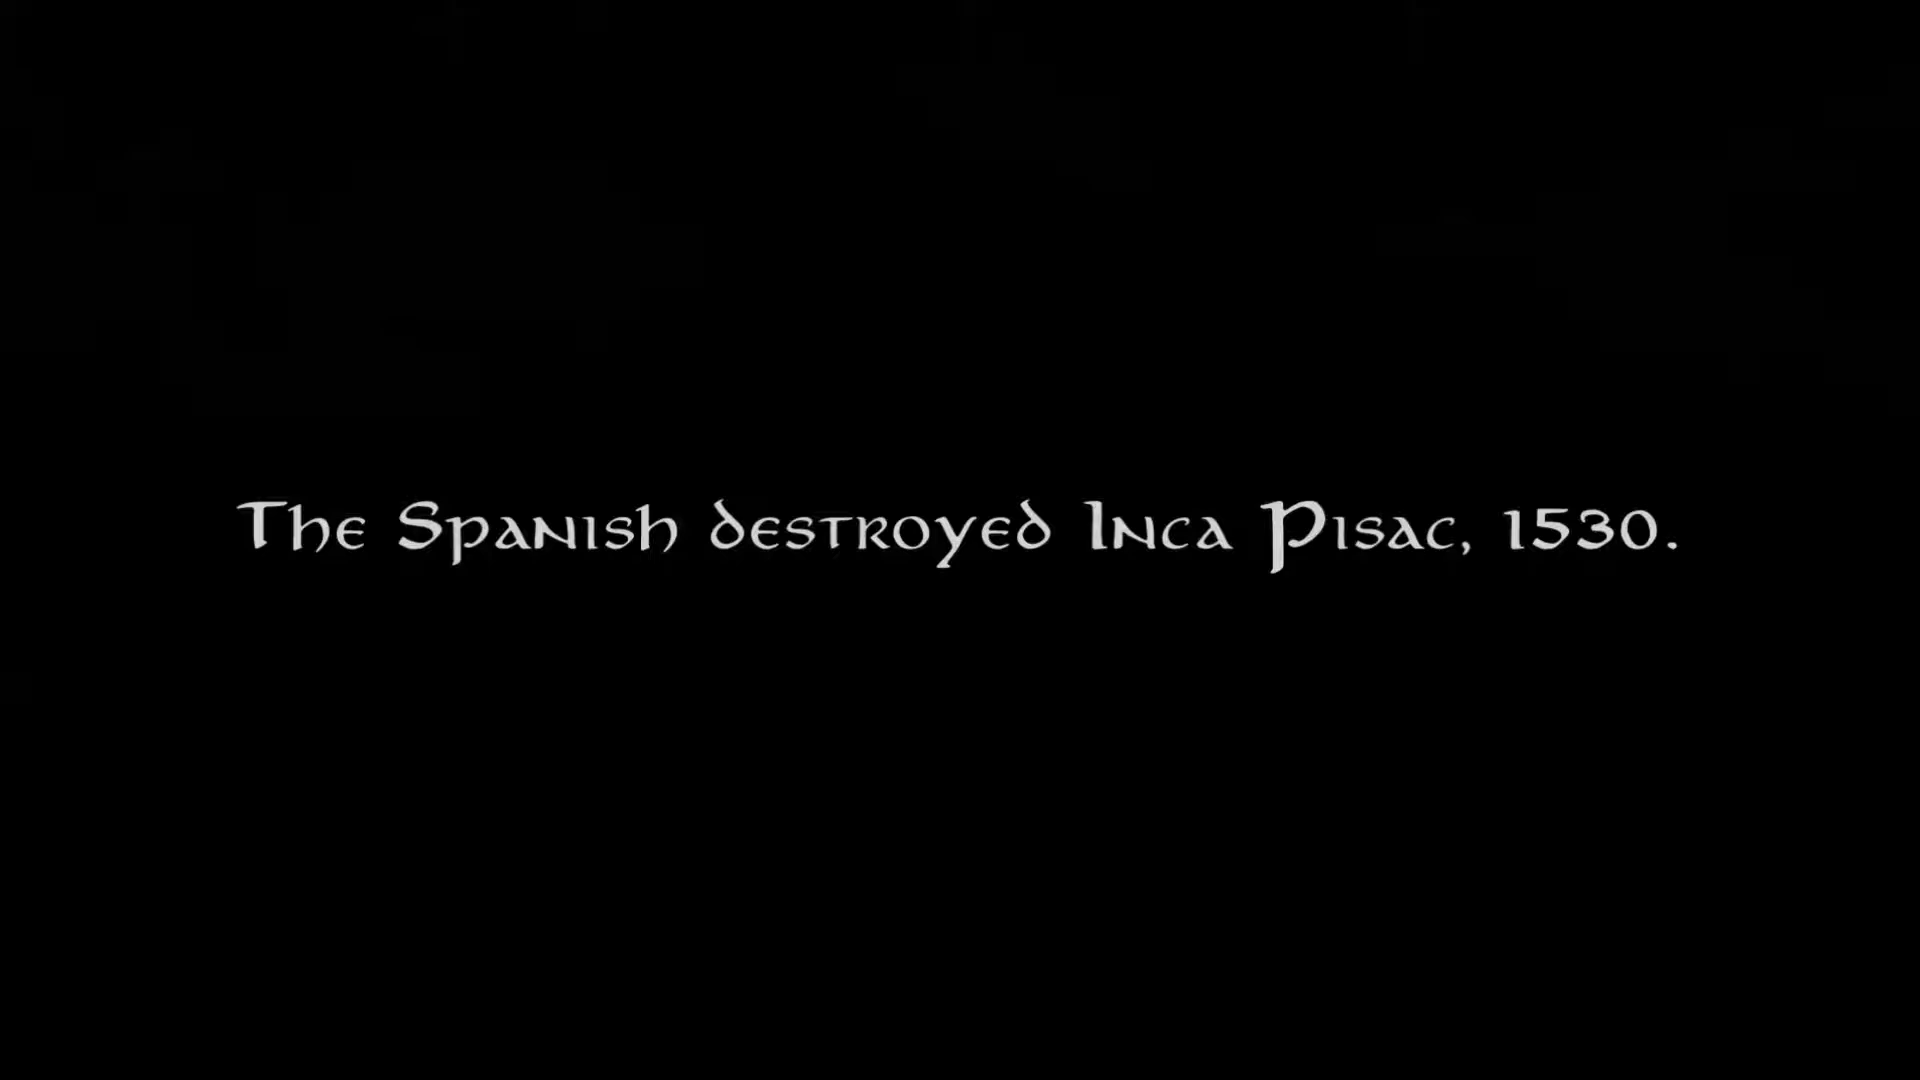 The Spanish destroyed Inca Pisac, 1530.